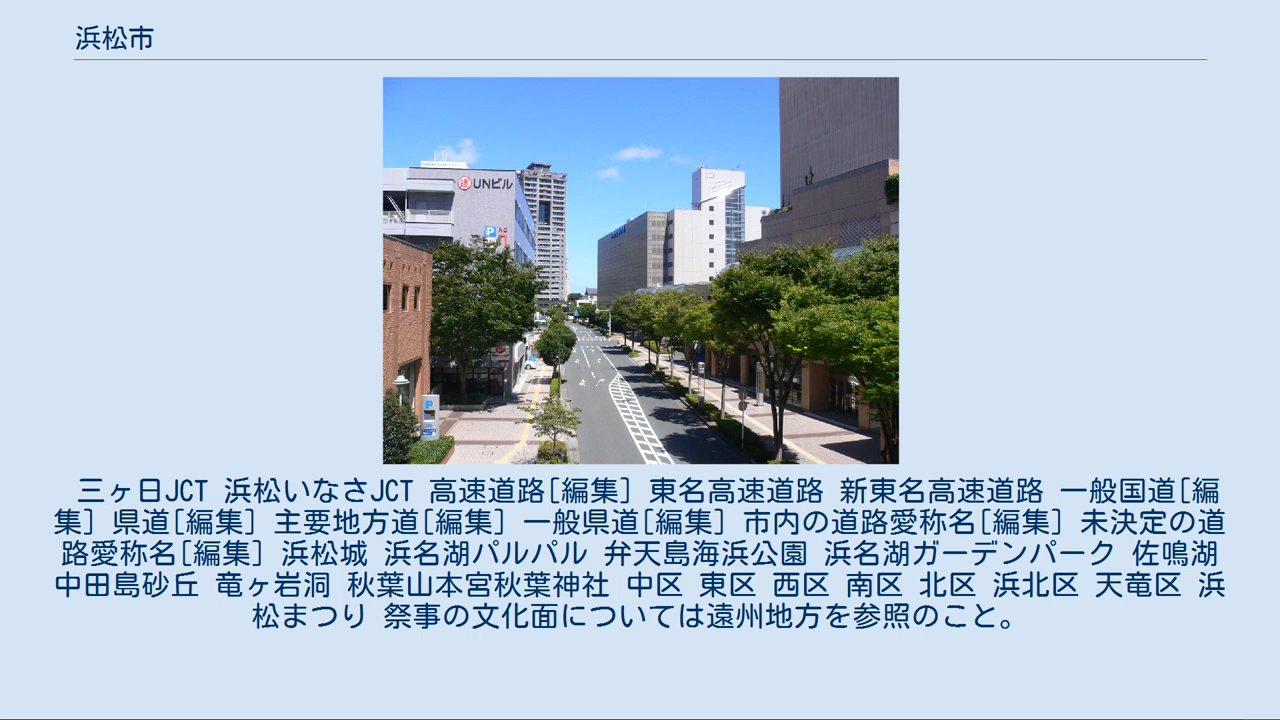 浜松市
UNビル
P
P
三ヶ日JCT 浜松いなさJCT 高速道路[編集] 東名高速道路 新東名高速道路 一般国道[編
集] 県道[編集] 主要地方道[編集] 一般県道[編集] 市内の道路愛称名[編集] 未決定の道
路愛称名[編集] 浜松城 浜名湖パルパル 弁天島海浜公園 浜名湖ガーデンパーク 佐鳴湖
中田島砂丘 竜ヶ岩洞 秋葉山本宮秋葉神社 中区 東区 西区 南区 北区 浜北区 天竜区 浜
松まつり 祭事の文化面については遠州地方を参照のこと。